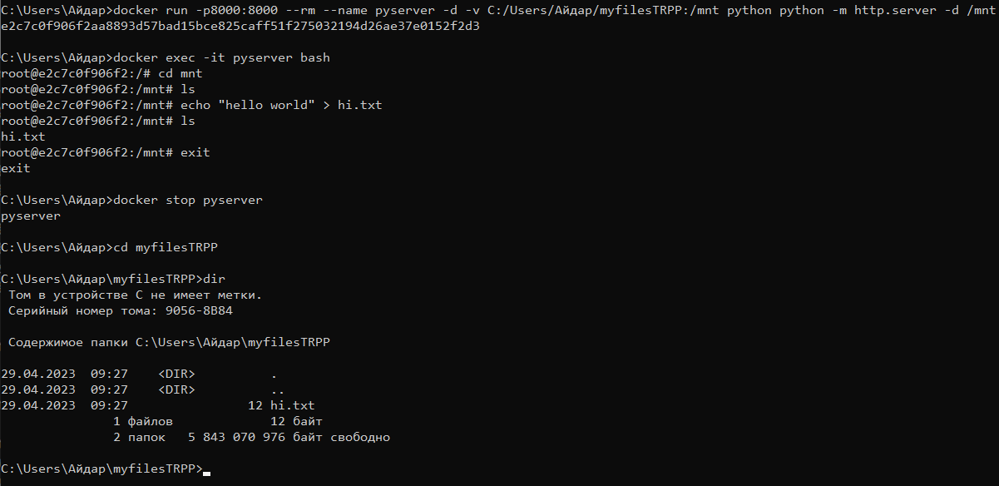 C:\Users\Айдар>docker run -p8000:8000 --rm --name pyserver -d -v C:/Users/Айдар/myfilesTRPP:/mnt python python -m http.server -d /mnt
e2c7c0f906f2aa8893d57bad15bce825caff51f275032194d26ae37e0152f2d3
C:\Users\Айдар>docker exec -it pyserver bash
root@e2c7c0f906f2:/# cd mnt
root@e2c7c0f906f2:/mnt# ls
root@e2c7c0f906f2:/mnt# echo "hello world" > hi.txt
root@e2c7c0f906f2:/mnt# ls
hi.txt
root@e2c7c0f906f2:/mnt# exit
exit
C:\Users\Айдар>docker stop pyserver
pyserver
C:\Users\Айдар>cd myfilesTRPP
C:\Users\Айдар\myfilesTRPP>dir
Том в устройстве C не имеет метки.
Серийный номер тома: 9056-8B84
Содержимое папки C:\Users\Айдар\myfilesTRPP
29.04.2023  09:27    <DIR>          .
29.04.2023  09:27    <DIR>          ..
29.04.2023  09:27                12 hi.txt
1 файлов             12 байт
2 папок   5 843 070 976 байт свободно
C:\Users\Айдар\myfilesTRPP>